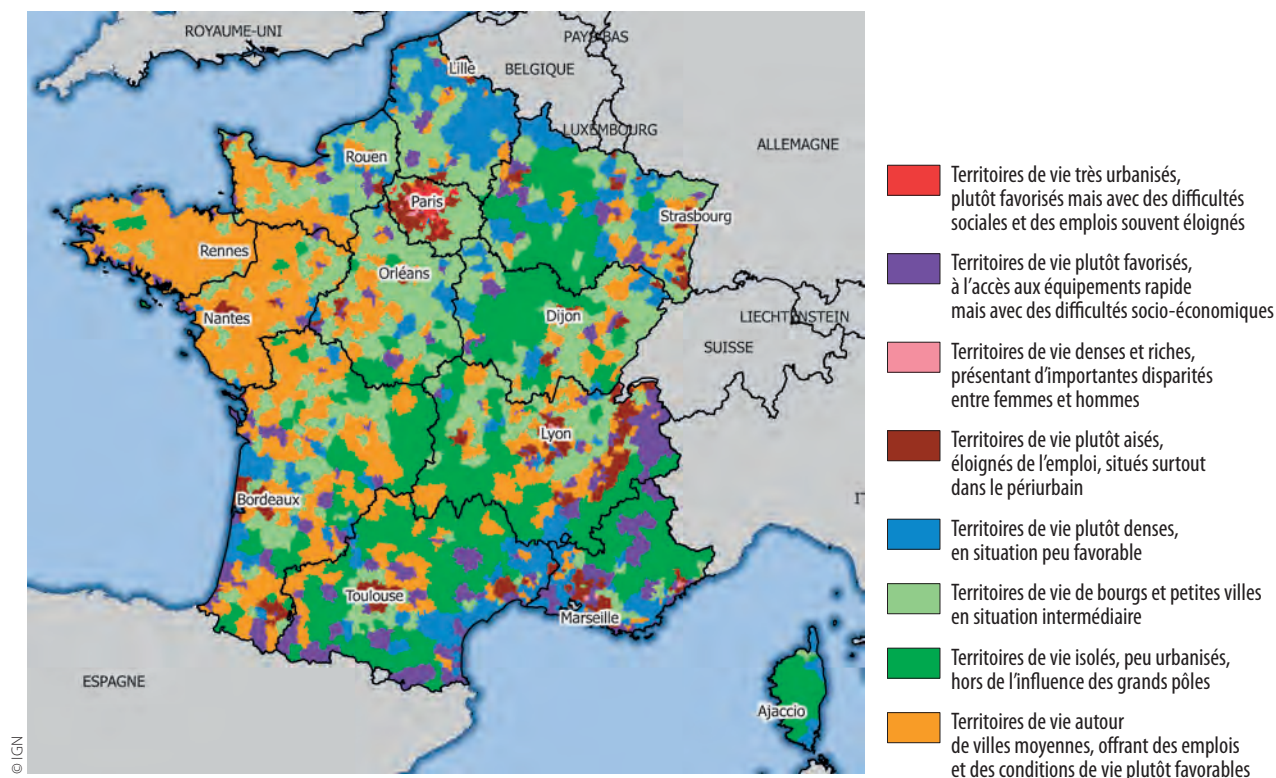 ROYAUME-UNI
PAYS-BAS
Lille
BELGIQUE
LUXEMBOURG
ALLEMAGNE
Rouen
Paris
Strasbourg
Rennes
Orléans
Nantes
Dijon
LIECHTENSTEIN
SUISSE
Lyon
Bordeaux
IT
Toulouse
Marseille
ESPAGNE
Ajaccio
© IGN
Territoires de vie très urbanisés,
plutôt favorisés mais avec des difficultés
sociales et des emplois souvent éloignés
Territoires de vie plutôt favorisés,
à l’accès aux équipements rapide
mais avec des difficultés socio-économiques
Territoires de vie denses et riches,
présentant d’importantes disparités
entre femmes et hommes
Territoires de vie plutôt aisés,
éloignés de l’emploi, situés surtout
dans le périurbain
Territoires de vie plutôt denses,
en situation peu favorable
Territoires de vie de bourgs et petites villes
en situation intermédiaire
Territoires de vie isolés, peu urbanisés,
hors de l’influence des grands pôles
Territoires de vie autour
de villes moyennes, offrant des emplois
et des conditions de vie plutôt favorables